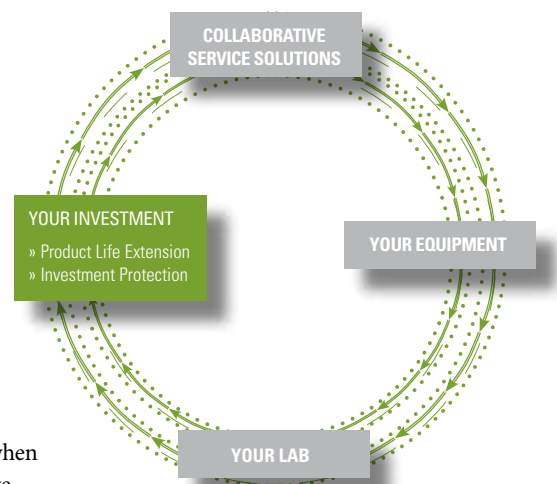 COLLABORATIVE
SERVICE SOLUTIONS
YOUR INVESTMENT
» Product Life Extension
» Investment Protection
YOUR EQUIPMENT
YOUR LAB